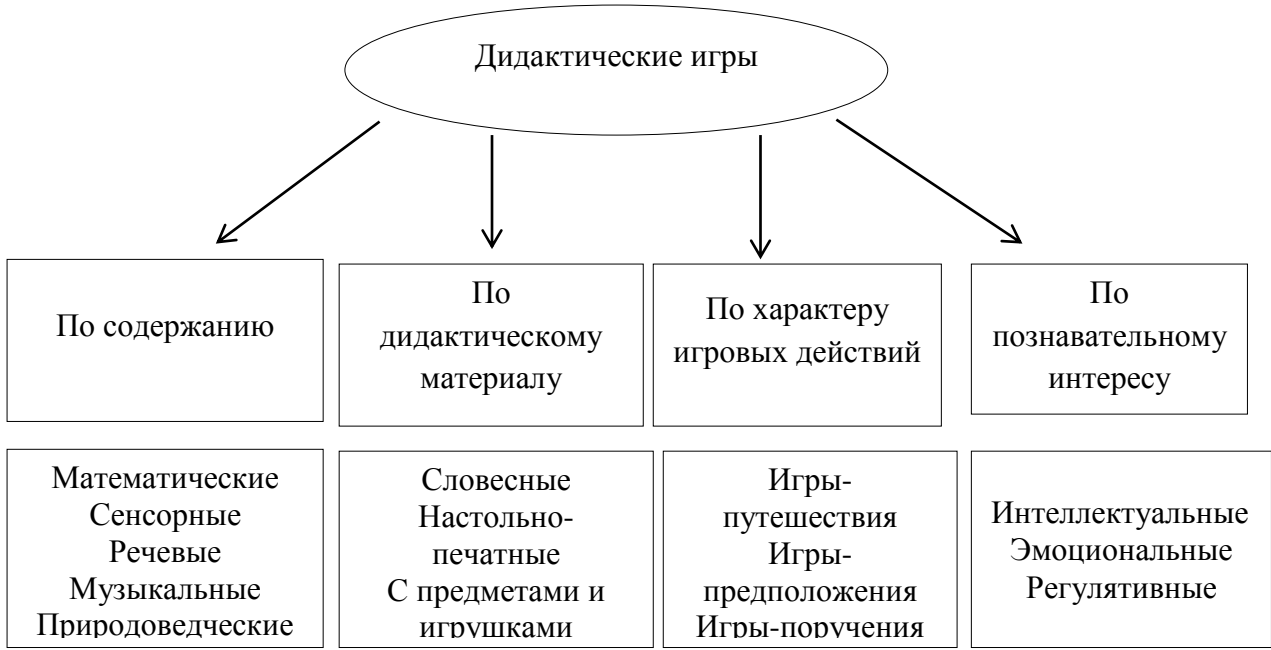 Дидактические игры
По содержанию
По
дидактическому
материалу
По характеру
игровых действий
По
познавательному
интересу
Математические
Сенсорные
Речевые
Музыкальные
Природоведческие
Словесные
Настольно-
печатные
С предметами и
игрушками
Игры-
путешествия
Игры-
предположения
Игры-поручения
Интеллектуальные
Эмоциональные
Регулятивные